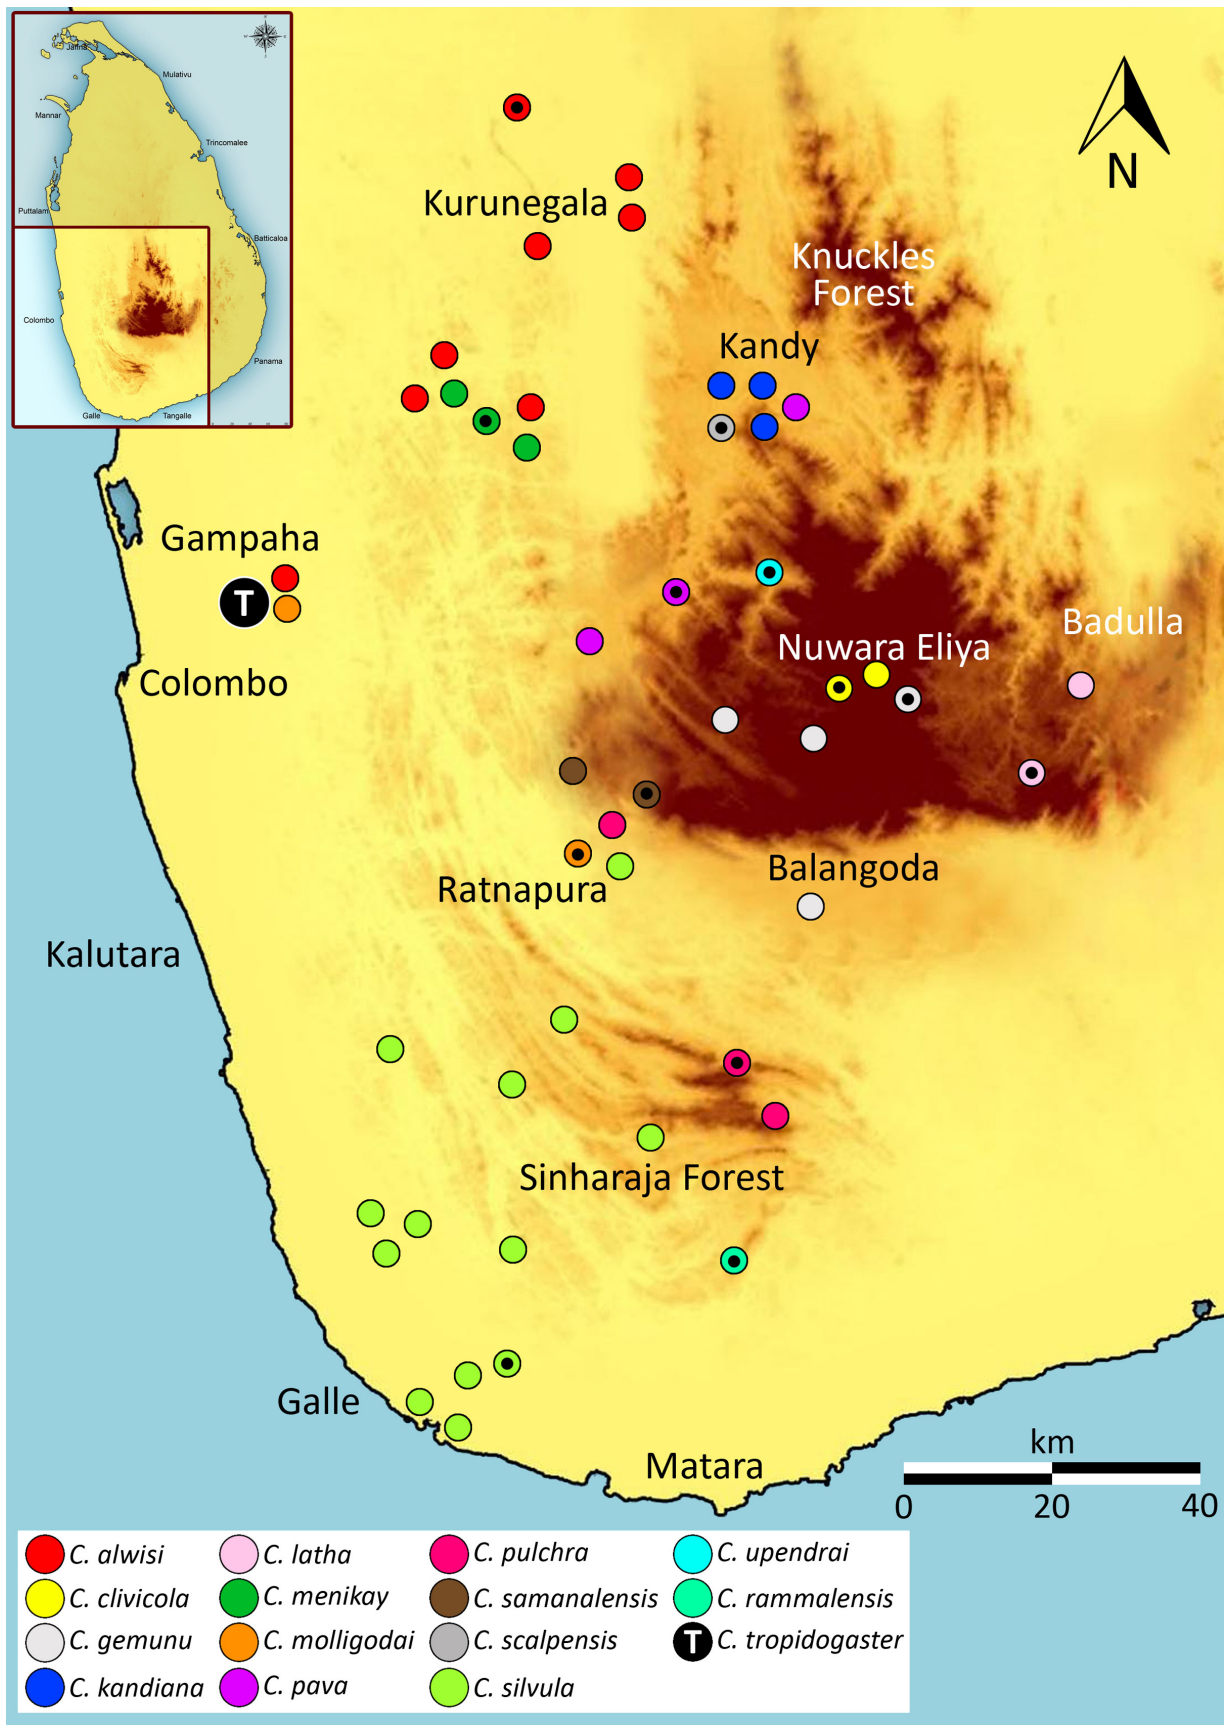 Jafna
Mulativu
Mannar
Trincomalee
Puttalam
Batticaloa
Colombo
Panama
Galle
Tangalle
N
Kurunegala
Knuckles
Forest
Kandy
Gampaha
T
Badulla
Nuwara Eliya
Colombo
Balangoda
Ratnapura
Kalutara
Sinharaja Forest
Galle
km
Matara
0 20 40
C. alwisi C. latha C. pulchra C. upendrai
C. clivicola C. menikay C. samanalensis C. rammalensis
C. gemunu C. molligodai C. scalpensis T C. tropidogaster
C. kandiana C. pava C. silvula